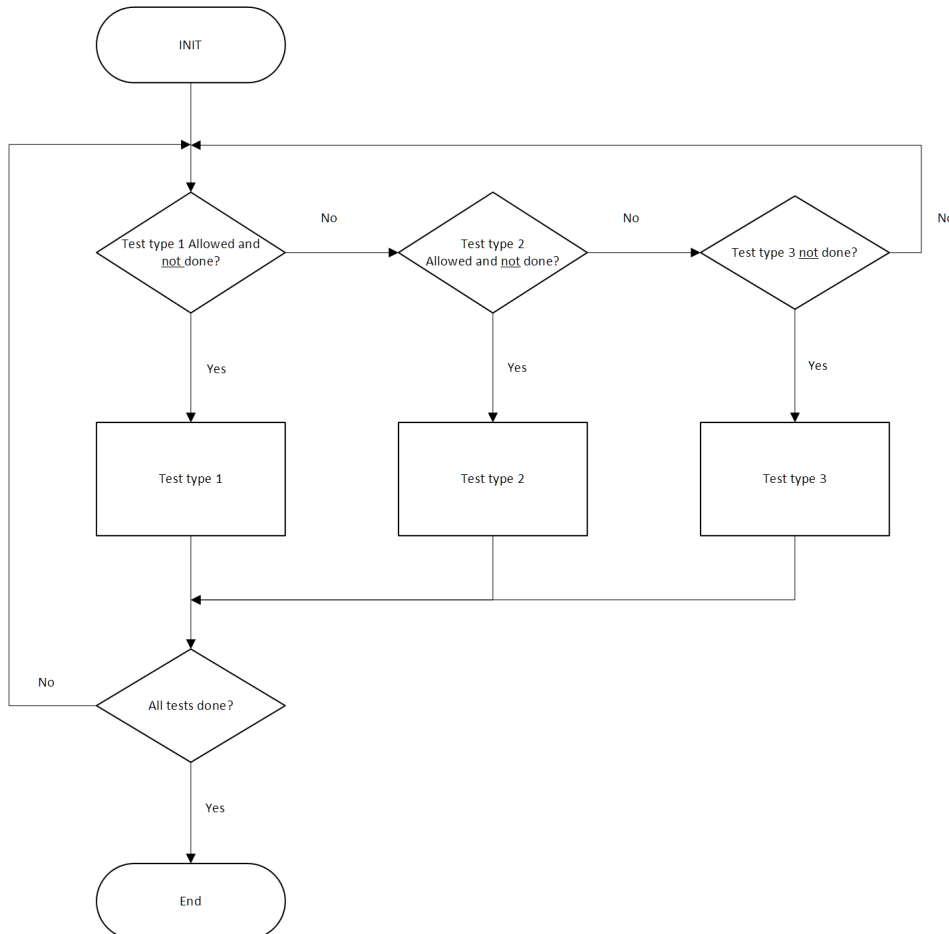 INIT
No
No
No
Test type 1 Allowed and
not done?
Test type 2
Allowed and not done?
Test type 3 not done?
Yes
Yes
Yes
Test type 1
Test type 2
Test type 3
No
All tests done?
Yes
End